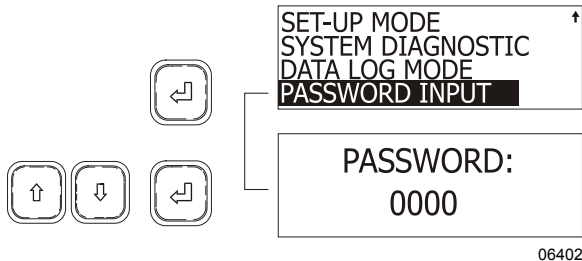 SET-UP MODE
SYSTEM DIAGNOSTIC
DATA LOG MODE
PASSWORD INPUT
PASSWORD:
0000
06402